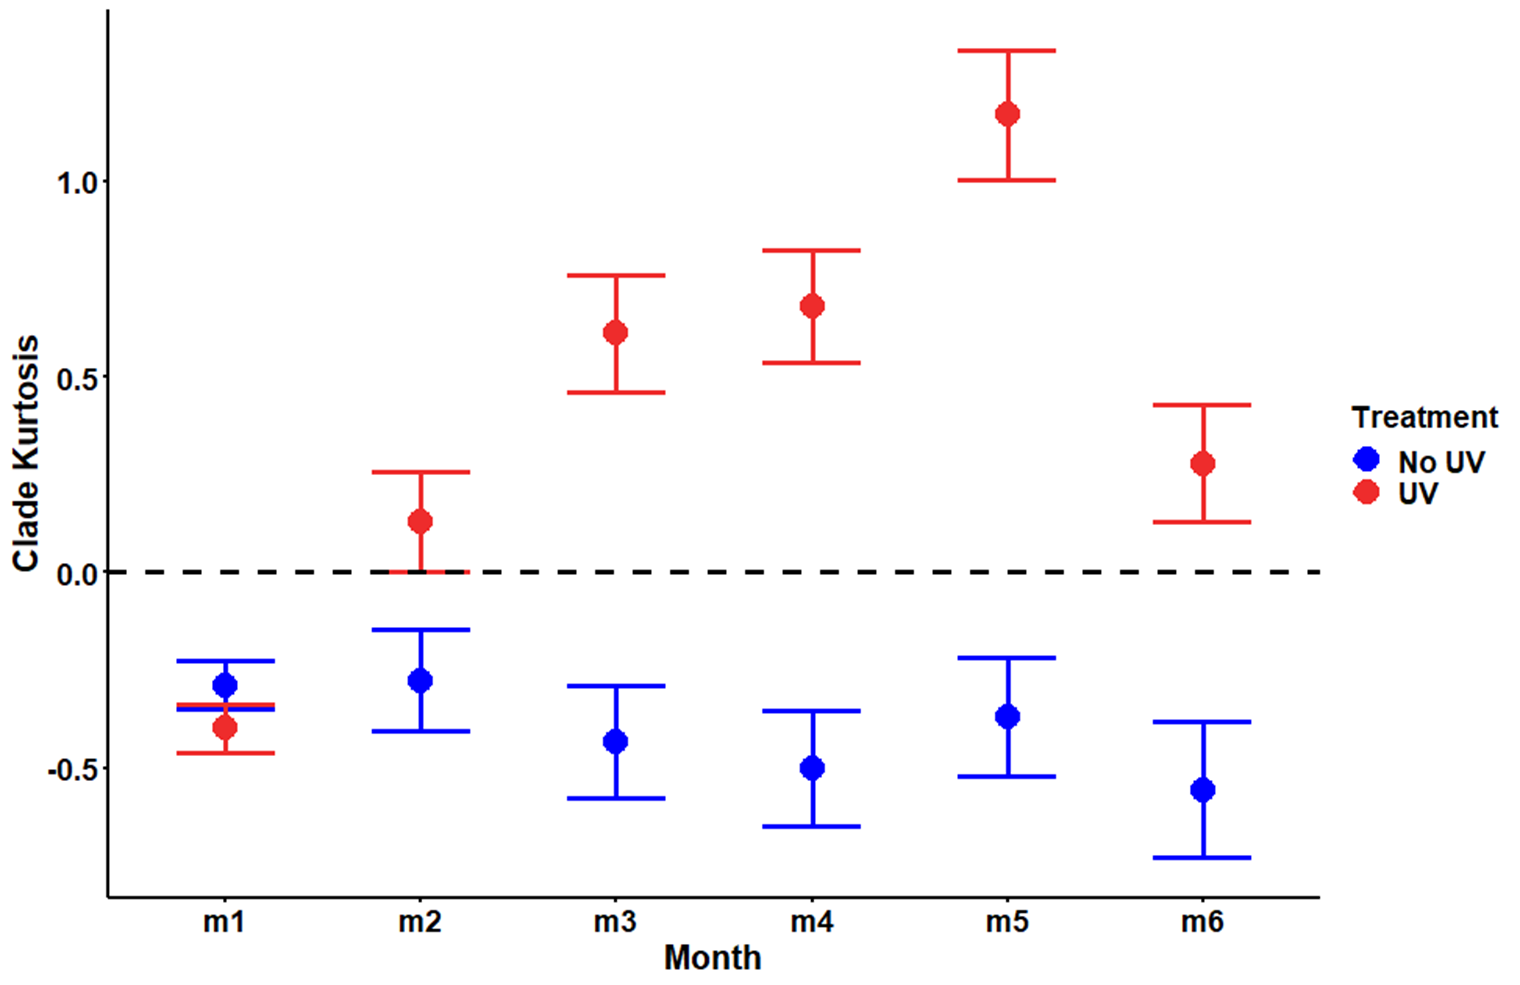 Clade Kurtosis
1.0
0.5
0.0
-0.5
m1 m2 m3 m4 m5 m6
Month
Treatment
No UV
UV